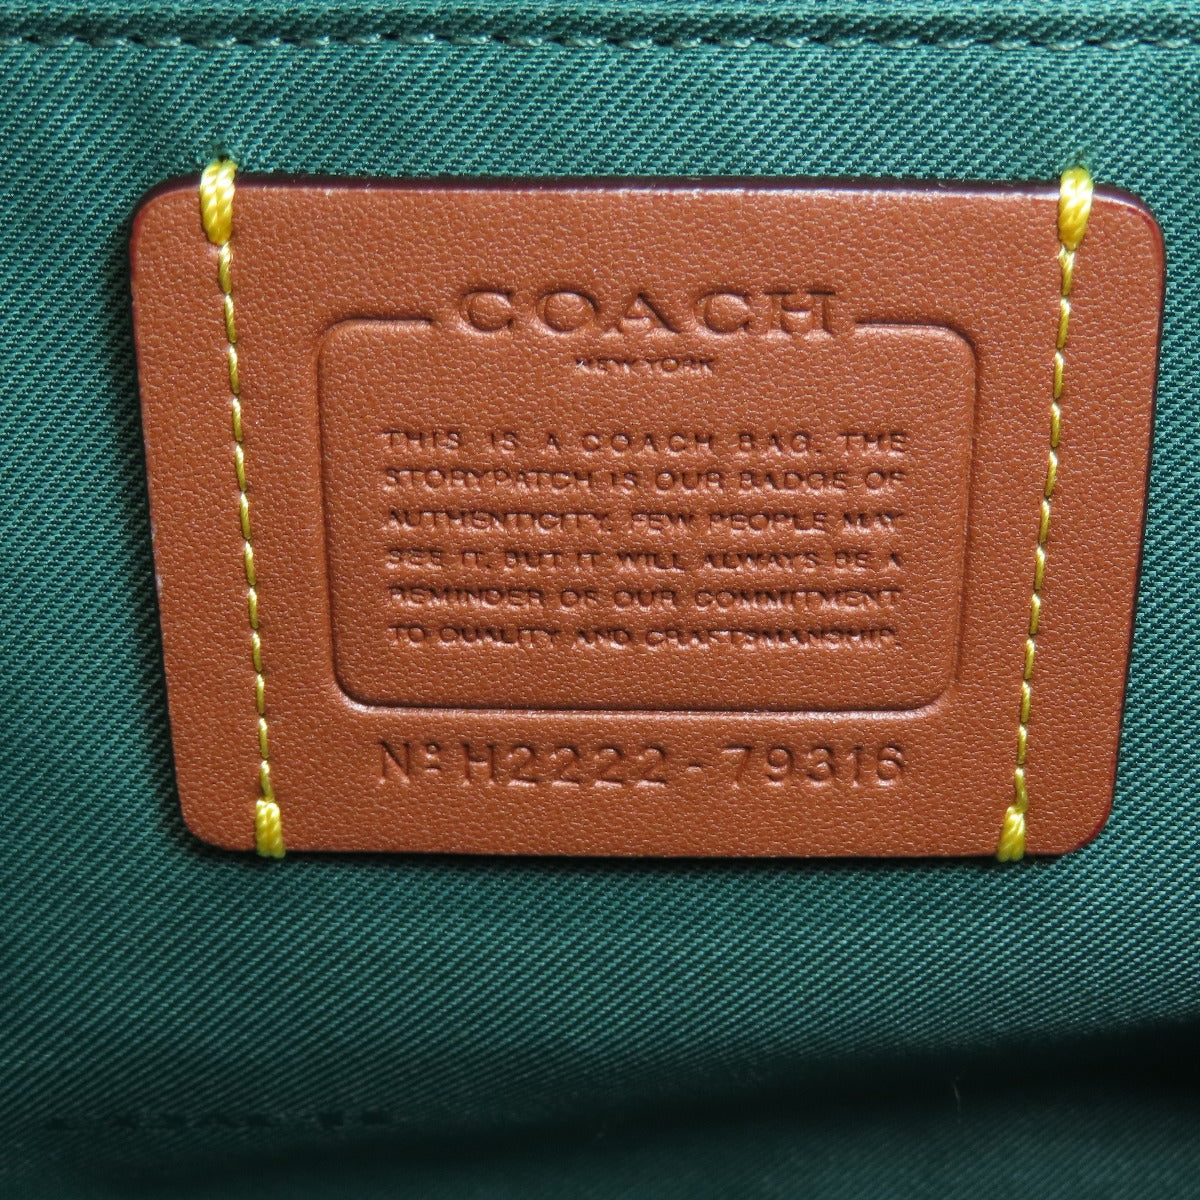 COACH
NEW YORK
THIS IS A COACH BAG. THE
STORYPATCH IS OUR BADGE OF
AUTHENTICITY. FEW PEOPLE MAY
SEE IT, BUT IT WILL ALWAYS BE A
REMINDER OF OUR COMMITMENT
TO QUALITY AND CRAFTSMANSHIP.
Nº H2222-79316